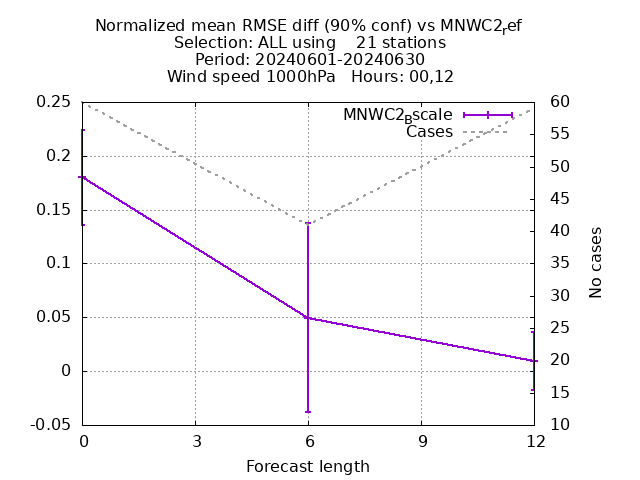 Normalized mean RMSE diff (90% conf) vs MNWC2ref
Selection: ALL using    21 stations
Period: 20240601-20240630
Wind speed 1000hPa   Hours: 00,12
MNWC2Bscale
Cases
0.25
0.2
0.15
0.1
0.05
0
-0.05
60
55
50
45
40
35
30
25
20
15
10
No cases
0 3 6 9 12
Forecast length